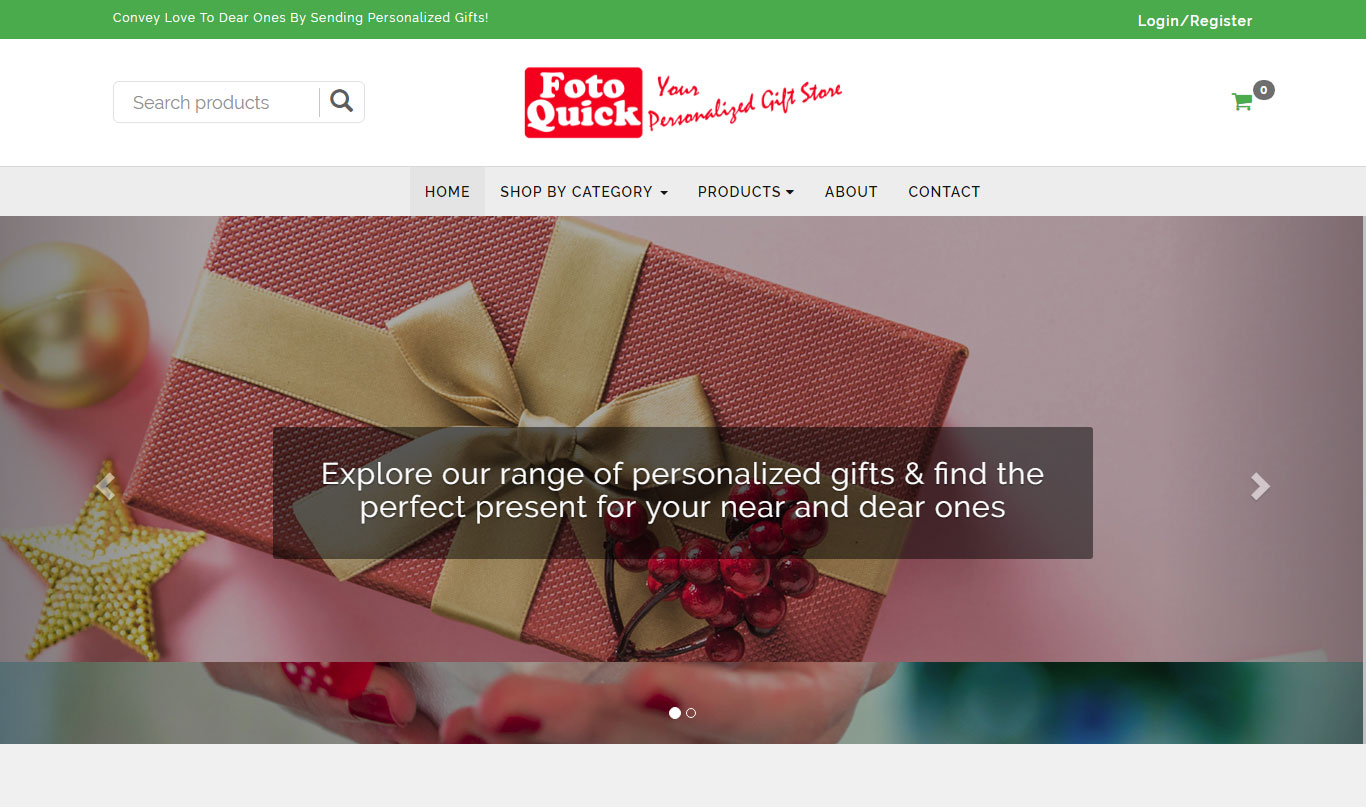 Convey Love To Dear Ones By Sending Personalized Gifts!
Login/Register
Search products
Foto
Quick
Your
Personalized Gift Store
0
HOME
SHOP BY CATEGORY
PRODUCTS
ABOUT
CONTACT
Explore our range of personalized gifts & find the
perfect present for your near and dear ones